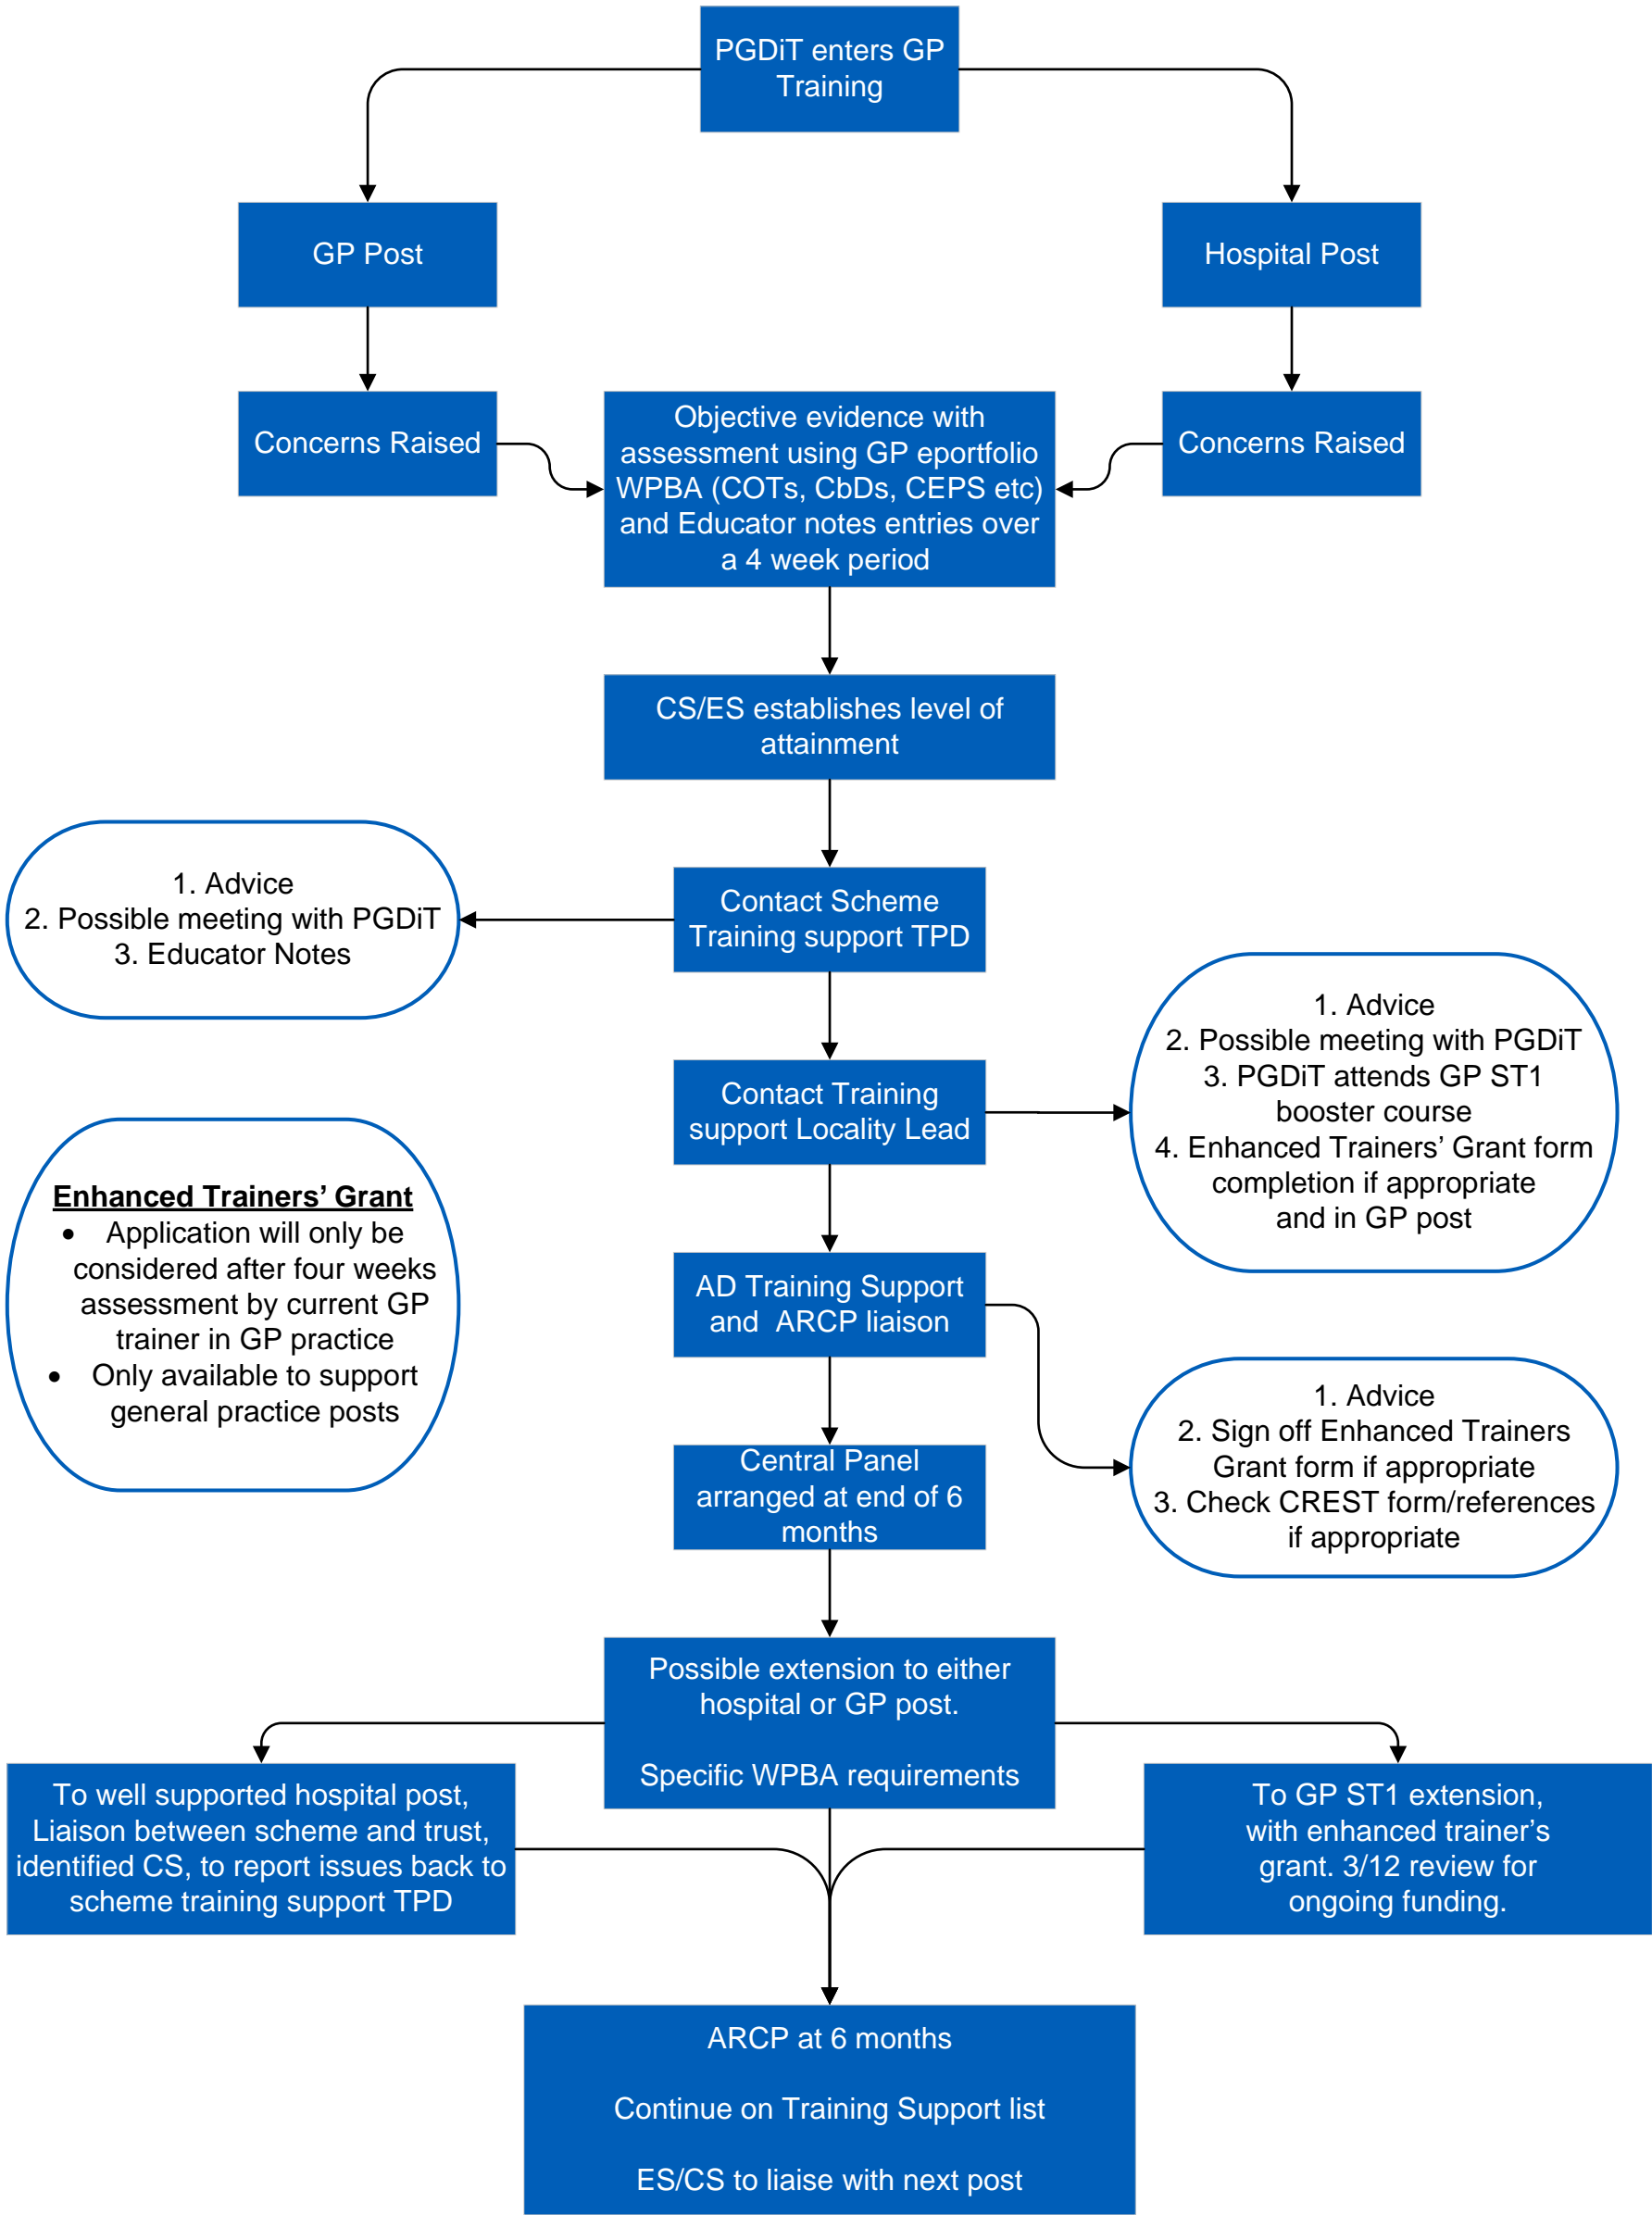 PGDiT enters GP
Training
GP Post
Hospital Post
Concerns Raised
Objective evidence with
assessment using GP eportfolio
WPBA (COTs, CbDs, CEPS etc)
and Educator notes entries over
a 4 week period
Concerns Raised
CS/ES establishes level of
attainment
1. Advice
2. Possible meeting with PGDiT
3. Educator Notes
Contact Scheme
Training support TPD
Contact Training
support Locality Lead
1. Advice
2. Possible meeting with PGDiT
3. PGDiT attends GP ST1
booster course
4. Enhanced Trainers’ Grant form
completion if appropriate
and in GP post
Enhanced Trainers’ Grant
• Application will only be
considered after four weeks
assessment by current GP
trainer in GP practice
• Only available to support
general practice posts
AD Training Support
and  ARCP liaison
1. Advice
2. Sign off Enhanced Trainers
Grant form if appropriate
3. Check CREST form/references
if appropriate
Central Panel
arranged at end of 6
months
Possible extension to either
hospital or GP post.
Specific WPBA requirements
To well supported hospital post,
Liaison between scheme and trust,
identified CS, to report issues back to
scheme training support TPD
To GP ST1 extension,
with enhanced trainer’s
grant. 3/12 review for
ongoing funding.
ARCP at 6 months
Continue on Training Support list
ES/CS to liaise with next post